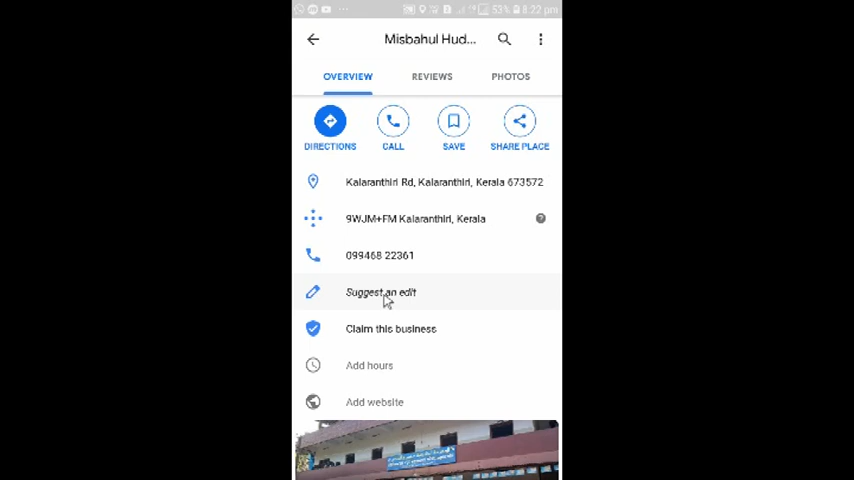 53% 8:22 pm
Misbahul Hud...
OVERVIEW REVIEWS PHOTOS
DIRECTIONS CALL SAVE SHARE PLACE
Kalaranthiri Rd, Kalaranthiri, Kerala 673572
9WJM+FM Kalaranthiri, Kerala
099468 22361
Suggest an edit
Claim this business
Add hours
Add website